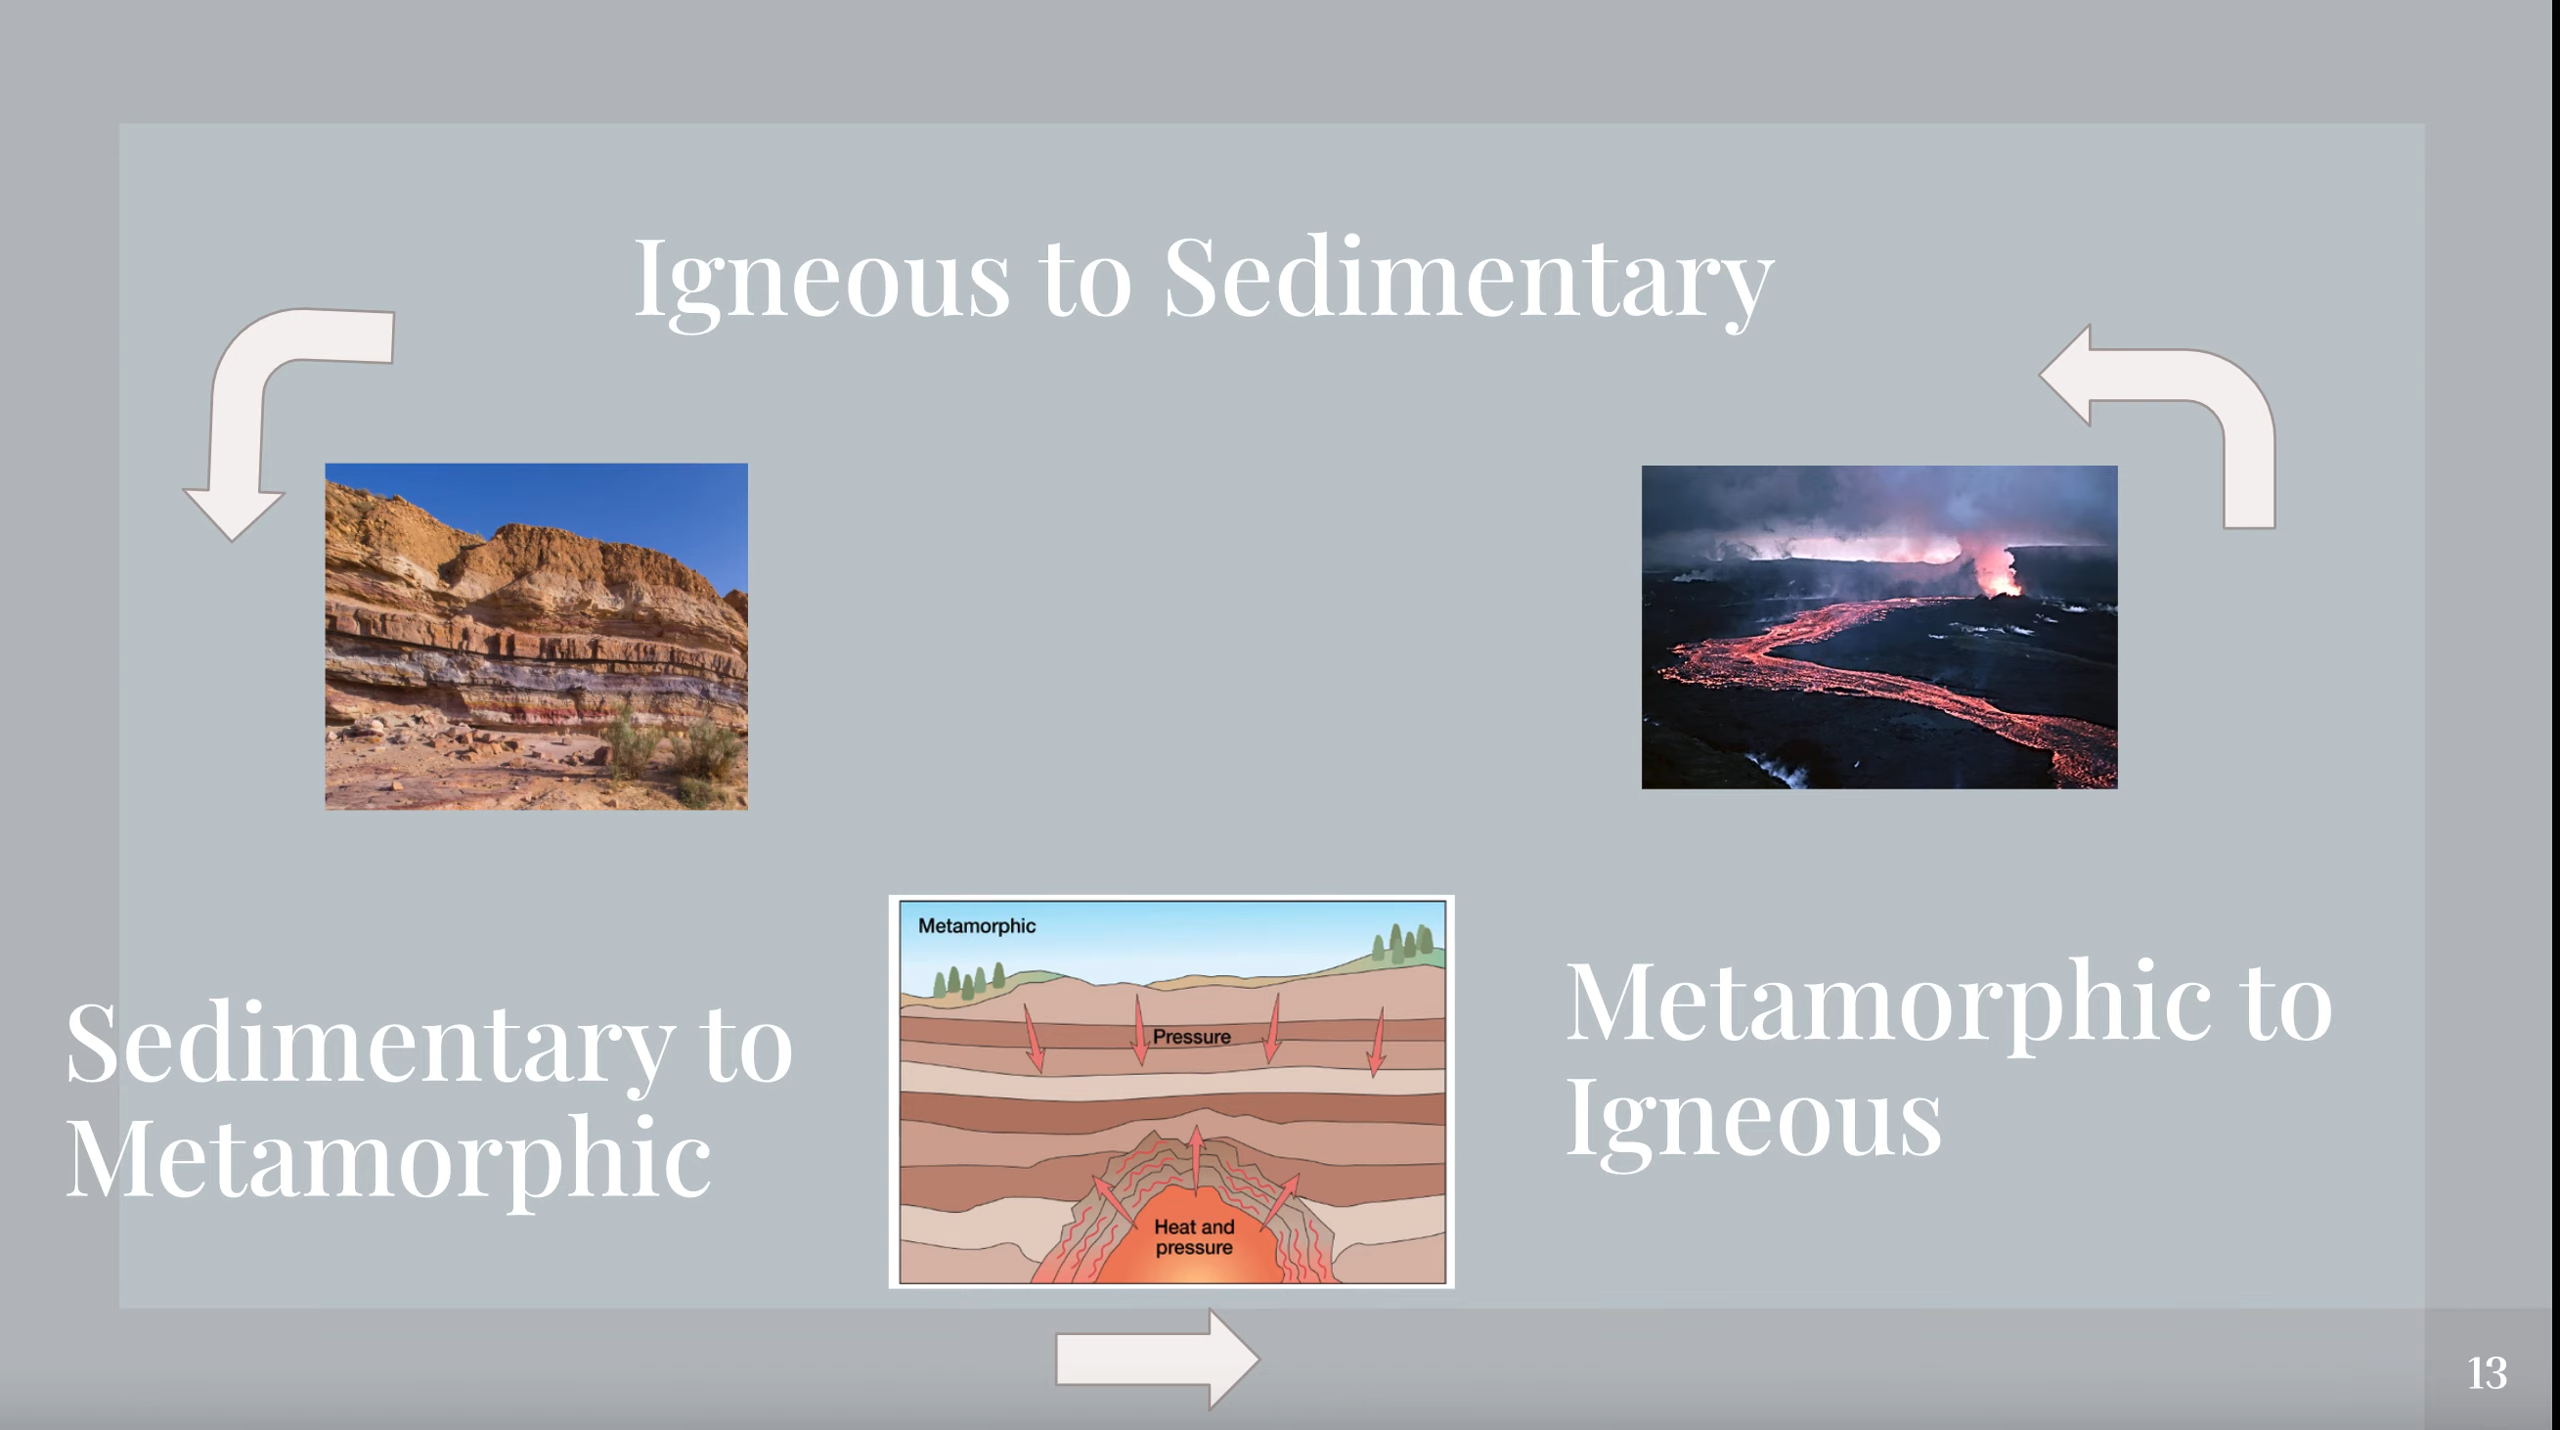 Igneous to Sedimentary
Metamorphic
Pressure
Heat and
pressure
Sedimentary to
Metamorphic
Metamorphic to
Igneous
13